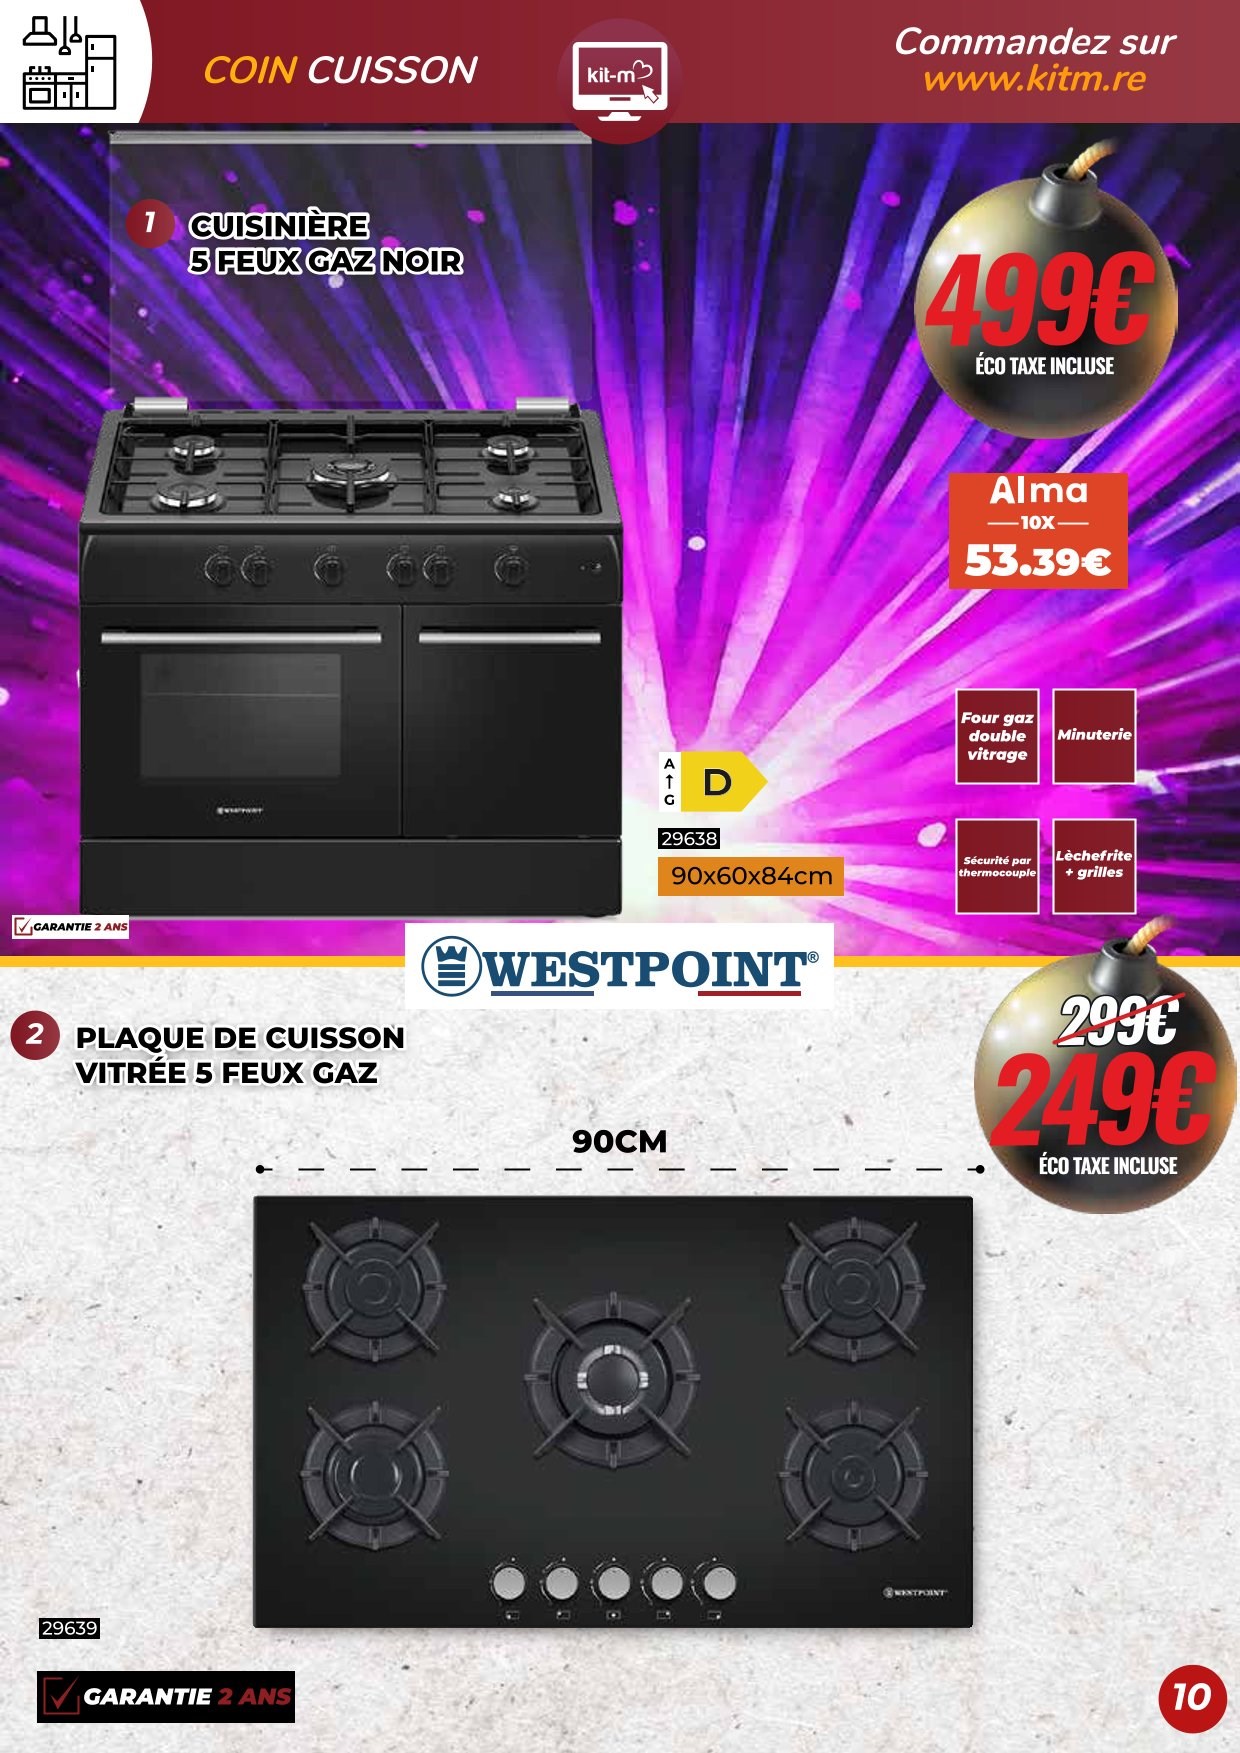 COIN CUISSON
kit-m
Commandez sur
www.kitm.re
1
CUISINIÈRE
5 FEUX GAZ NOIR
499€
ÉCO TAXE INCLUSE
Alma
10X
53.39€
Four gaz
double
vitrage
Minuterie
A
G
D
29638
90x60x84cm
Sécurité par
thermocouple
Lèchefrite
+ grilles
WESTPOINT
GARANTIE 2 ANS
WESTPOINT®
2
PLAQUE DE CUISSON
VITRÉE 5 FEUX GAZ
299€
249€
ÉCO TAXE INCLUSE
90CM
WESTPOINT
29639
GARANTIE 2 ANS
10